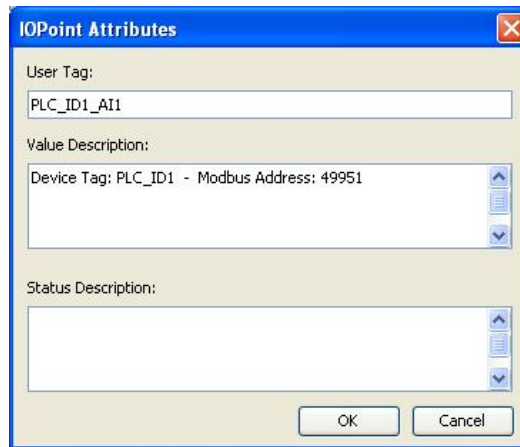 IOPoint Attributes
User Tag:
PLC_ID1_AI1
Value Description:
Device Tag: PLC_ID1 - Modbus Address: 49951
Status Description:
OK Cancel